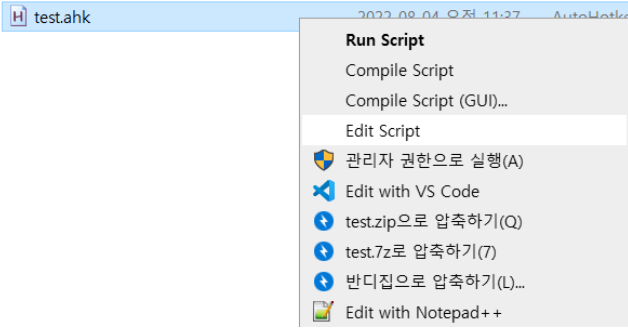 test.ahk 2022-08-04 오전 11:37 AutoHotke
Run Script
Compile Script
Compile Script (GUI)...
Edit Script
관리자 권한으로 실행(A)
Edit with VS Code
test.zip으로 압축하기(Q)
test.7z로 압축하기(7)
반디집으로 압축하기(L)...
Edit with Notepad++